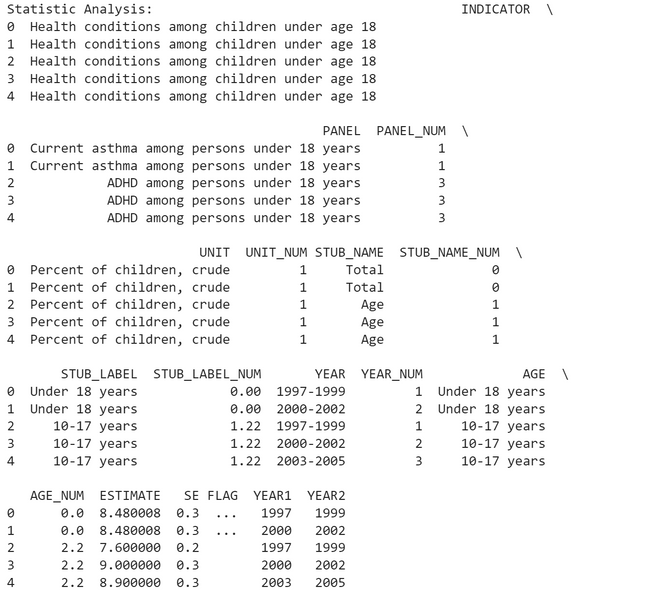 Statistic Analysis:                                        INDICATOR  \
0  Health conditions among children under age 18
1  Health conditions among children under age 18
2  Health conditions among children under age 18
3  Health conditions among children under age 18
4  Health conditions among children under age 18

                                         PANEL  PANEL_NUM  \
0  Current asthma among persons under 18 years          1
1  Current asthma among persons under 18 years          1
2             ADHD among persons under 18 years          3
3             ADHD among persons under 18 years          3
4             ADHD among persons under 18 years          3

                         UNIT  UNIT_NUM STUB_NAME  STUB_NAME_NUM  \
0  Percent of children, crude         1     Total              0
1  Percent of children, crude         1     Total              0
2  Percent of children, crude         1       Age              1
3  Percent of children, crude         1       Age              1
4  Percent of children, crude         1       Age              1

       STUB_LABEL  STUB_LABEL_NUM       YEAR  YEAR_NUM             AGE  \
0  Under 18 years            0.00  1997-1999         1  Under 18 years
1  Under 18 years            0.00  2000-2002         2  Under 18 years
2     10-17 years            1.22  1997-1999         1     10-17 years
3     10-17 years            1.22  2000-2002         2     10-17 years
4     10-17 years            1.22  2003-2005         3     10-17 years

   AGE_NUM  ESTIMATE   SE FLAG  YEAR1  YEAR2
0      0.0  8.480008  0.3  ...   1997   1999
1      0.0  8.480008  0.3  ...   2000   2002
2      2.2  7.600000  0.2        1997   1999
3      2.2  9.000000  0.3        2000   2002
4      2.2  8.900000  0.3        2003   2005